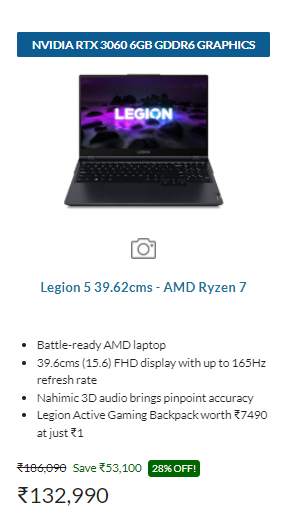 NVIDIA RTX 3060 6GB GDDR6 GRAPHICS
LEGION
Legion 5 39.62cms - AMD Ryzen 7
Battle-ready AMD laptop
39.6cms (15.6) FHD display with up to 165Hz
refresh rate
Nahimic 3D audio brings pinpoint accuracy
Legion Active Gaming Backpack worth ₹7490
at just ₹1
₹186,090 Save ₹53,100 28% OFF!
₹132,990